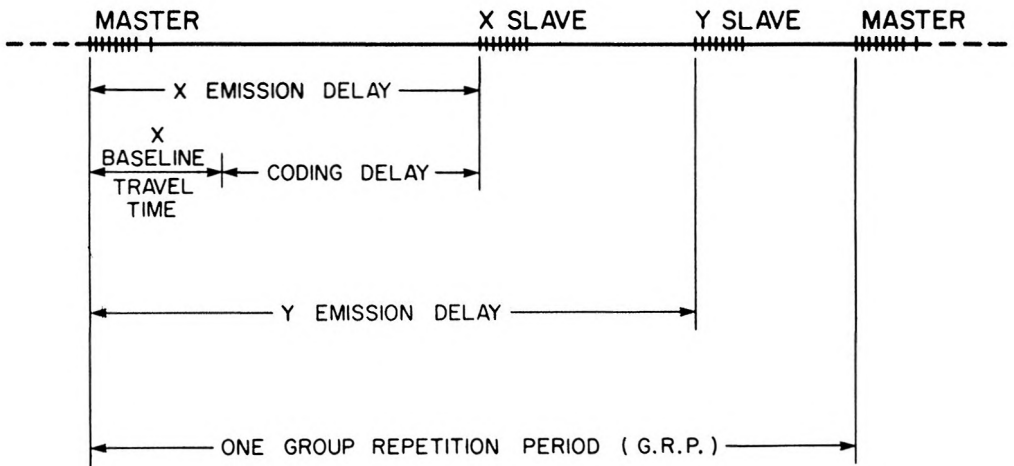 MASTER X SLAVE Y SLAVE MASTER
X EMISSION DELAY
X
BASELINE
TRAVEL
TIME
CODING DELAY
Y EMISSION DELAY
ONE GROUP REPETITION PERIOD (G.R.P.)